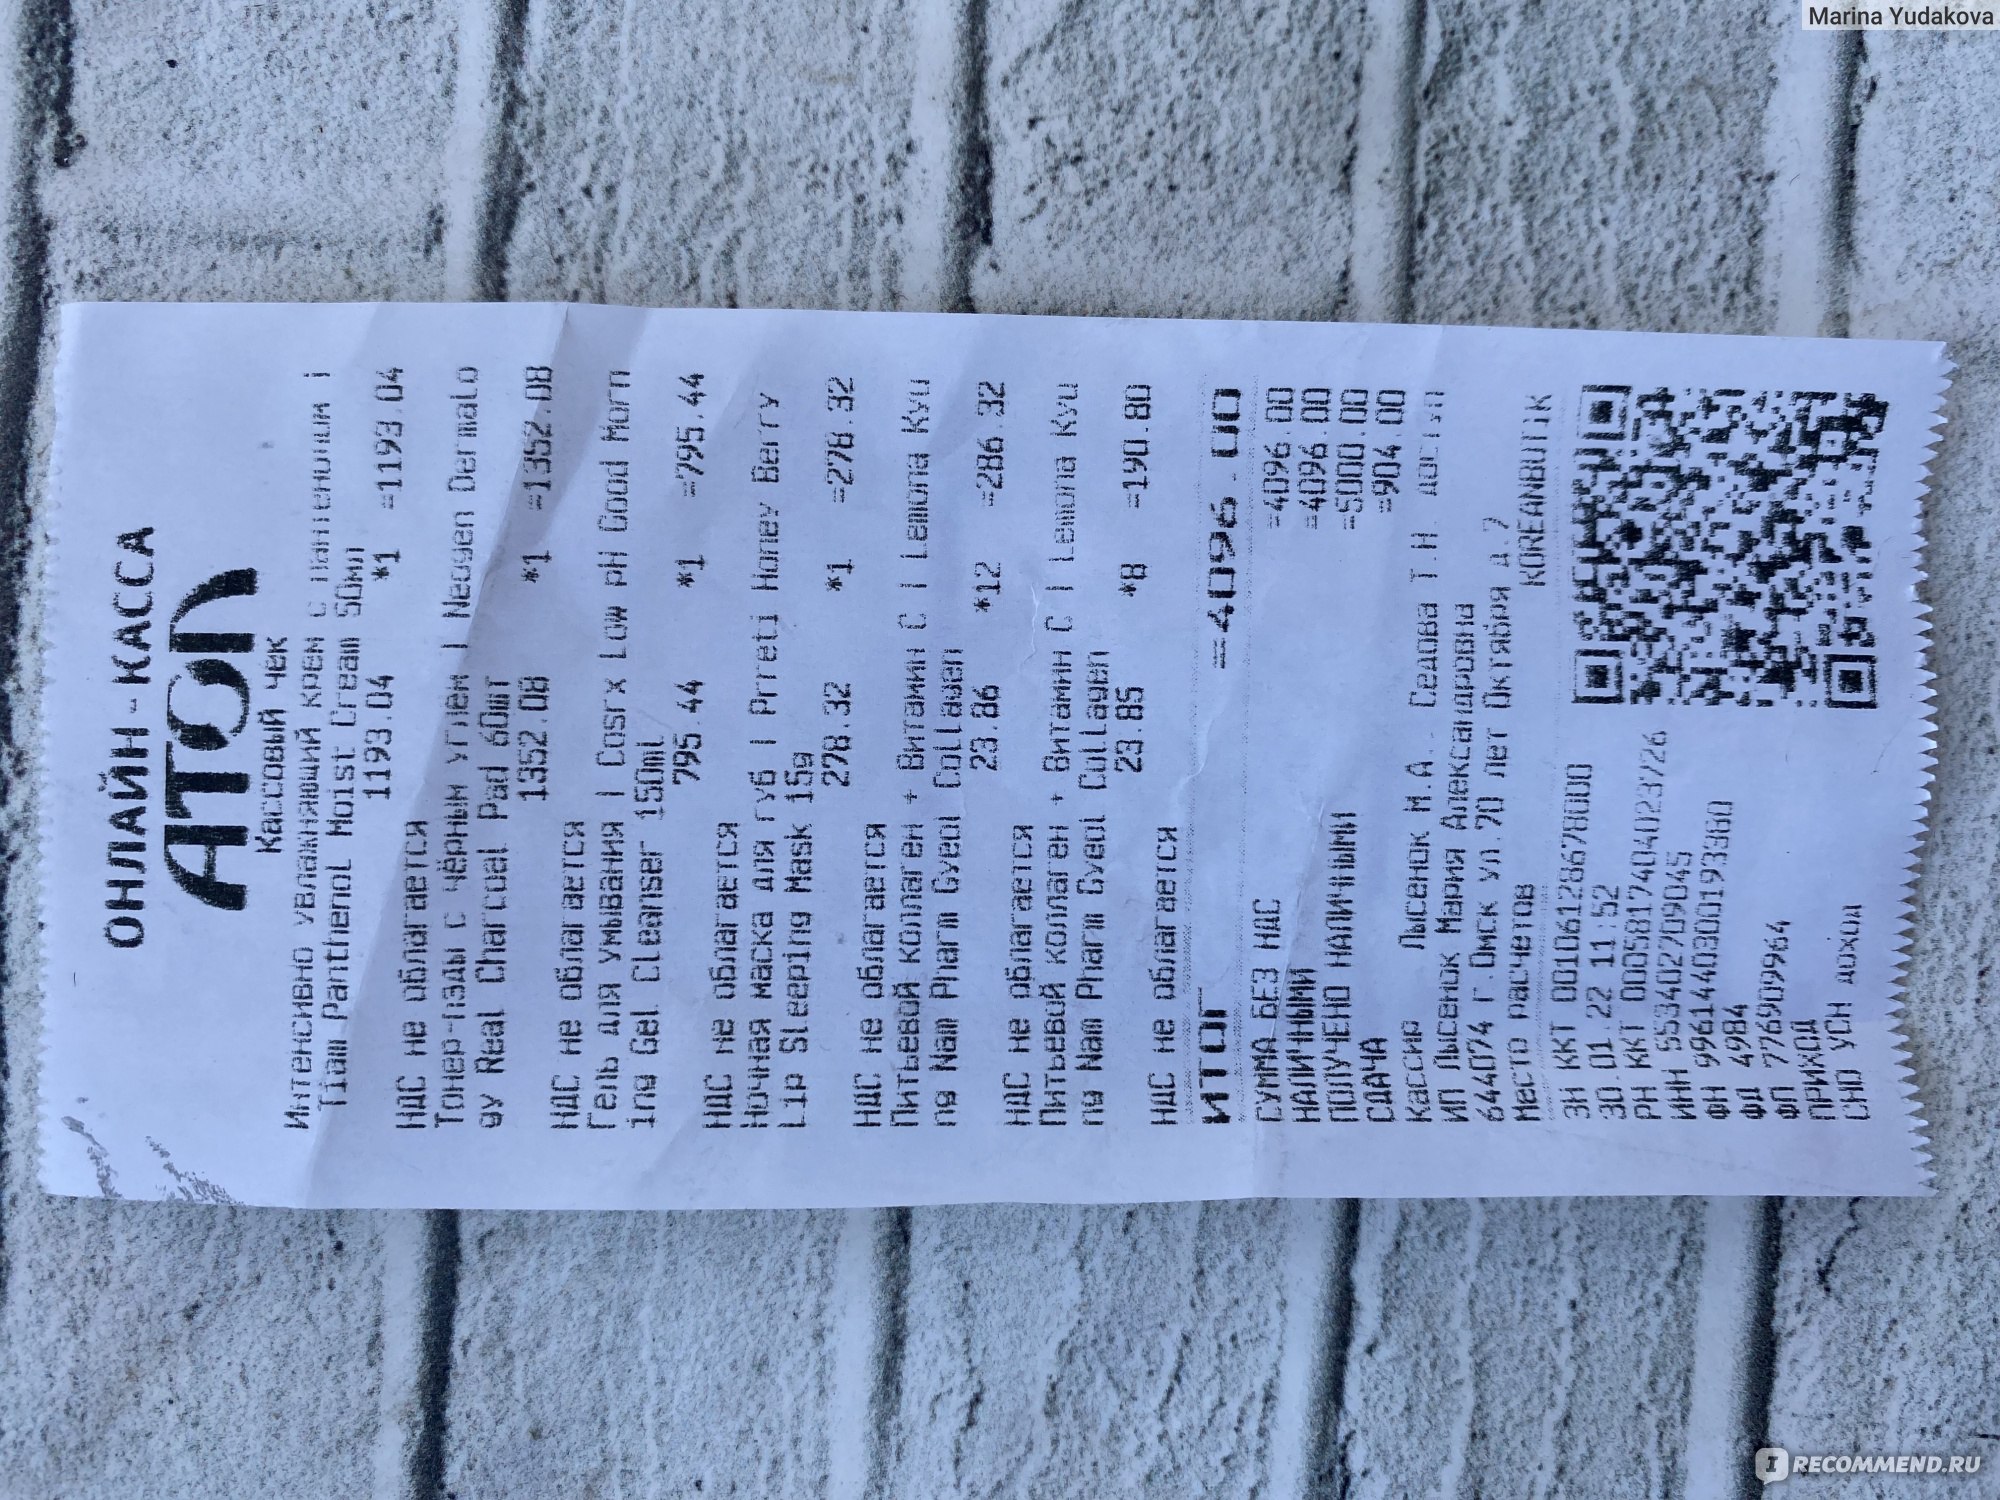 Marina Yudakova
ОНЛАЙН-КАССА
АТОЛ
Кассовый чек
Интенсивно увлажняющий крем с пантенолом |
Tiam Panthenol Moist Cream 50мл
1193.04 *1 =1193.04
НДС не облагается
Тонер-пэды с чёрным углем | Neogen Dermalo
gy Real Charcoal Pad 60шт
1352.08 *1 =1352.08
НДС не облагается
Гель для умывания | Cosrx Low pH Good Morn
ing Gel Cleanser 150ml
795.44 *1 =795.44
НДС не облагается
Ночная маска для губ | Prreti Honey Berry
Lip Sleeping Mask 15g
278.32 *1 =278.32
НДС не облагается
Питьевой коллаген + Витамин С | Lemona Kyu
ng Nam Pharm Gyeol Collagen
23.86 *12 =286.32
НДС не облагается
Питьевой коллаген + Витамин С | Lemona Kyu
ng Nam Pharm Gyeol Collagen
23.85 *8 =190.80
НДС не облагается
ИТОГ =4096.00
СУММА БЕЗ НДС =4096.00
НАЛИЧНЫМИ =4096.00
ПОЛУЧЕНО НАЛИЧНЫМИ =5000.00
СДАЧА =904.00
Кассир Лысенок М.А. Седова Т.Н.
ИП Лысенок Мария Александровна
644074 г.Омск ул.70 лет Октября д.7
Место расчетов KOREANBUTIK
ЗН ККТ 00106128678000
30.01.22 11:52
РН ККТ 0005817404023726
ИНН 553402709045
ФН 9961440300193360
ФД 4984
ФП 776909964
ПРИХОД
СНО УСН доход
IRECOMMEND.RU